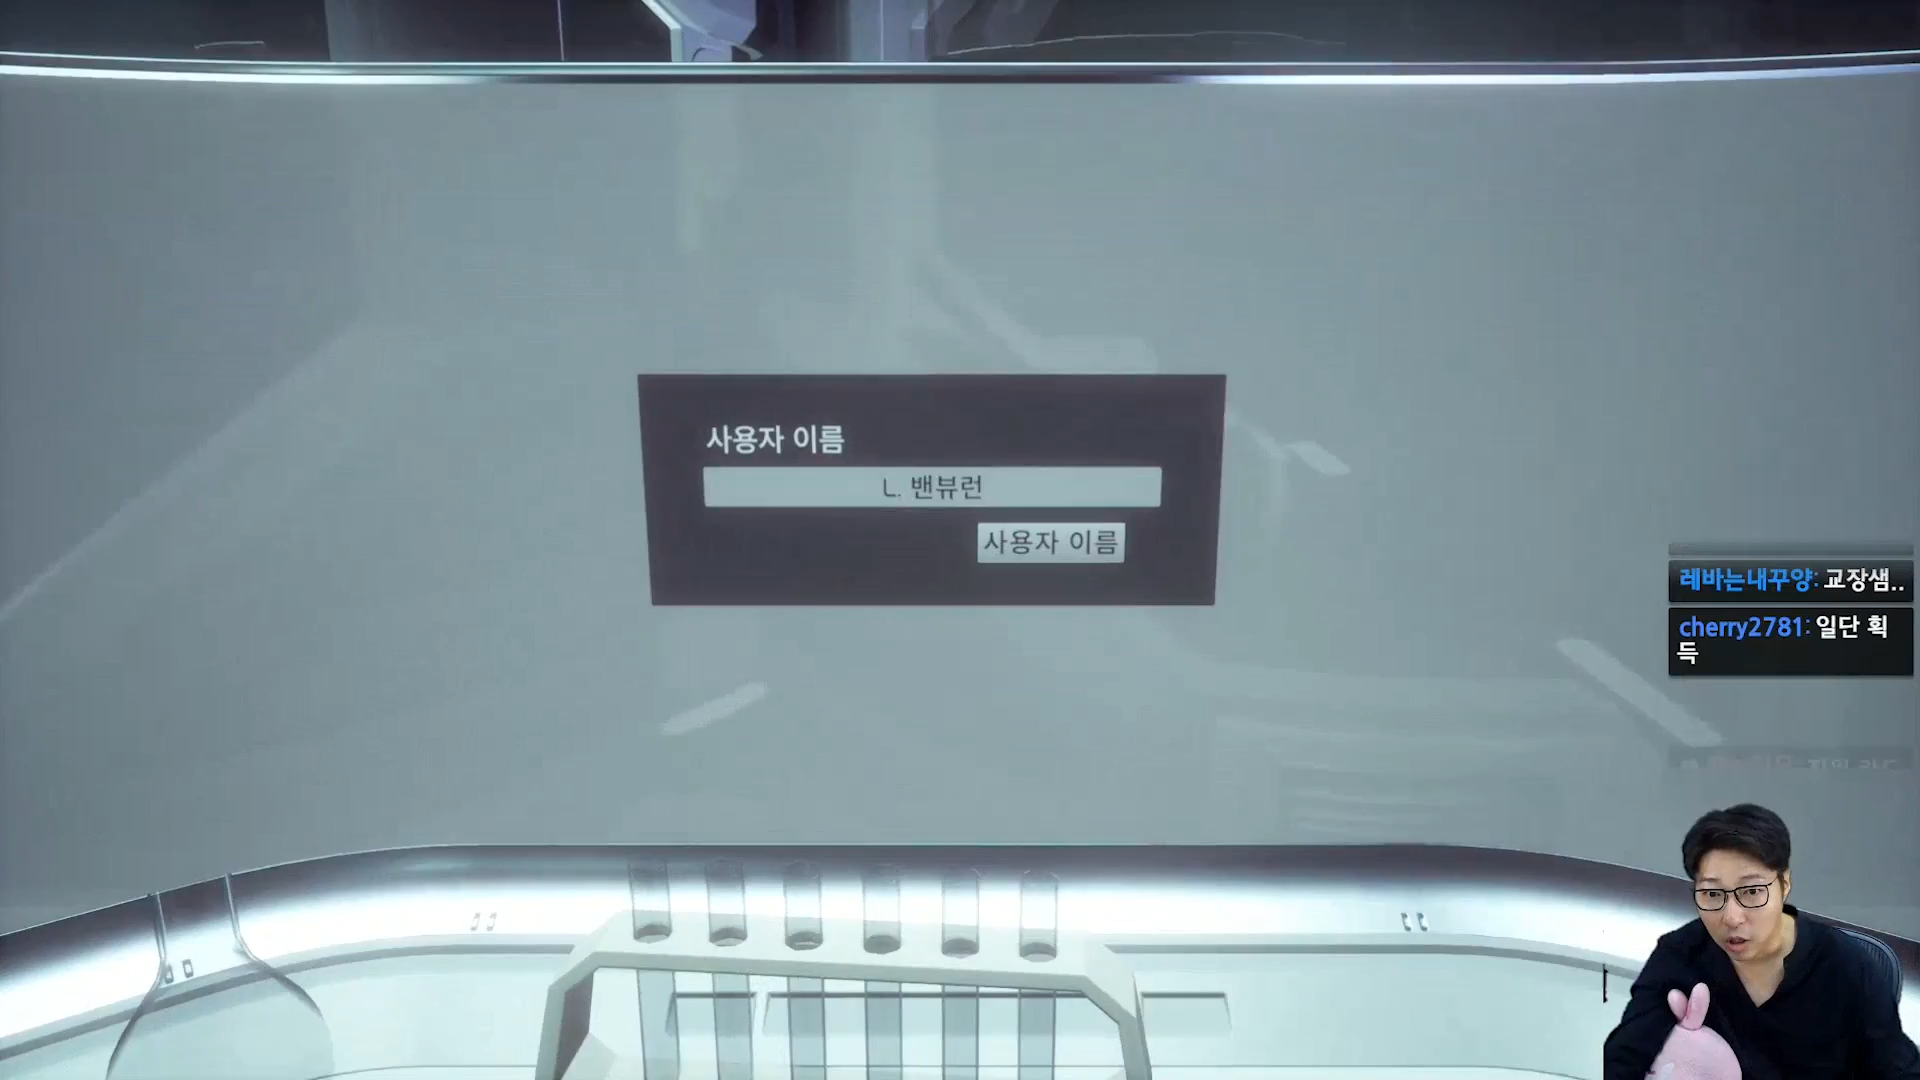 사용자 이름
L. 밴뷰런
사용자 이름
레바는내꾸양: 교장샘..
cherry2781: 일단 획
득